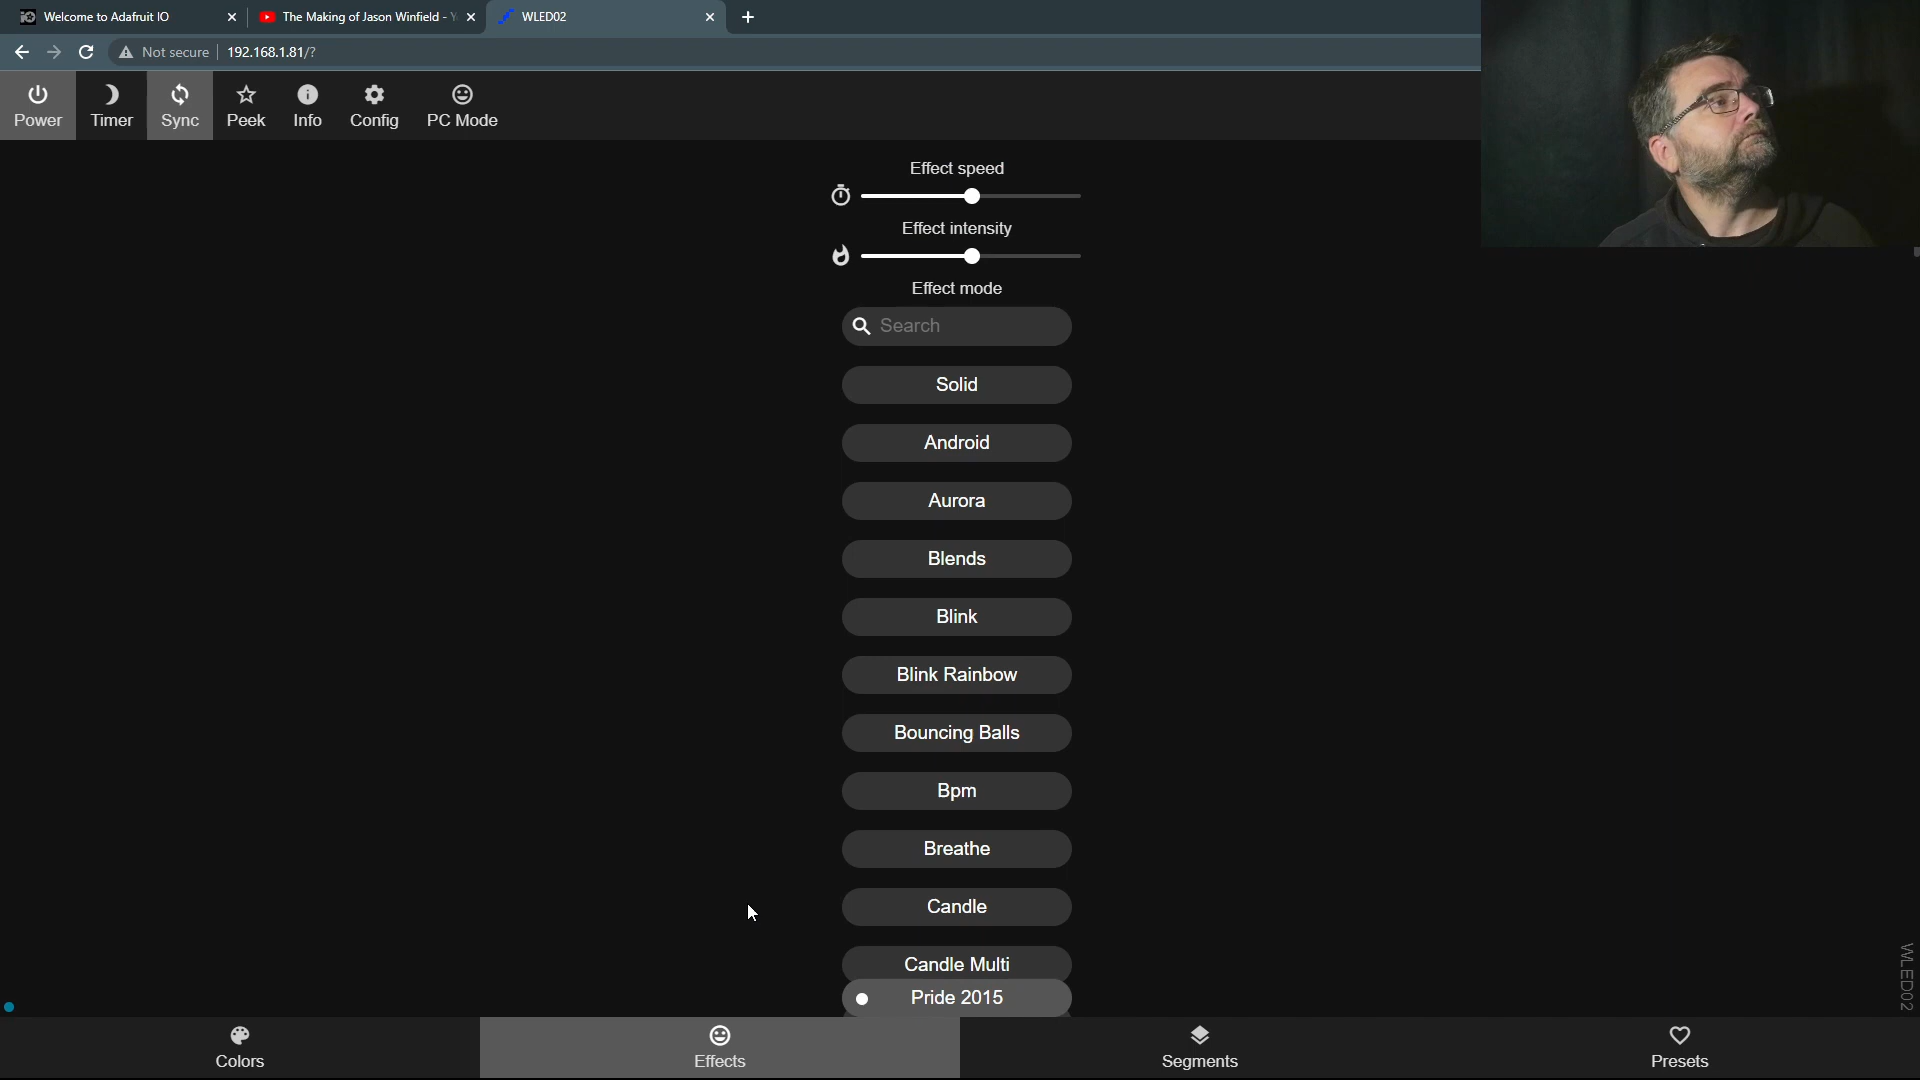 Welcome to Adafruit IO
The Making of Jason Winfield - Y
WLED02
Not secure
192.168.1.81/?
Power
Timer
Sync
Peek
Info
Config
PC Mode
Effect speed
Effect intensity
Effect mode
Search
Solid
Android
Aurora
Blends
Blink
Blink Rainbow
Bouncing Balls
Bpm
Breathe
Candle
Candle Multi
Pride 2015
WLED02
Colors
Effects
Segments
Presets